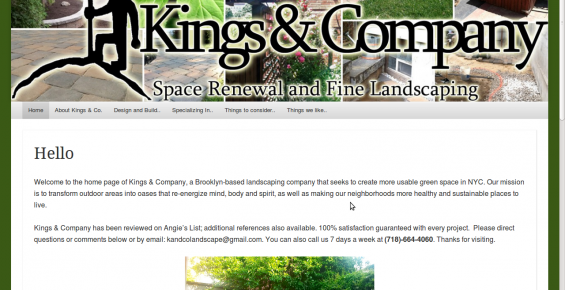 Kings & Company
Space Renewal and Fine Landscaping
Home About Kings & Co. Design and Build.. Specializing In.. Things to consider.. Things we like..
Hello
Welcome to the home page of Kings & Company, a Brooklyn-based landscaping company that seeks to create more usable green space in NYC. Our mission
is to transform outdoor areas into oases that re-energize mind, body and spirit, as well as making our neighborhoods more healthy and sustainable places to
live.
Kings & Company has been reviewed on Angie's List; additional references also available. 100% satisfaction guaranteed with every project. Please direct
questions or comments below or by email: kandcolandscape@gmail.com. You can also call us 7 days a week at (718)-664-4060. Thanks for visiting.